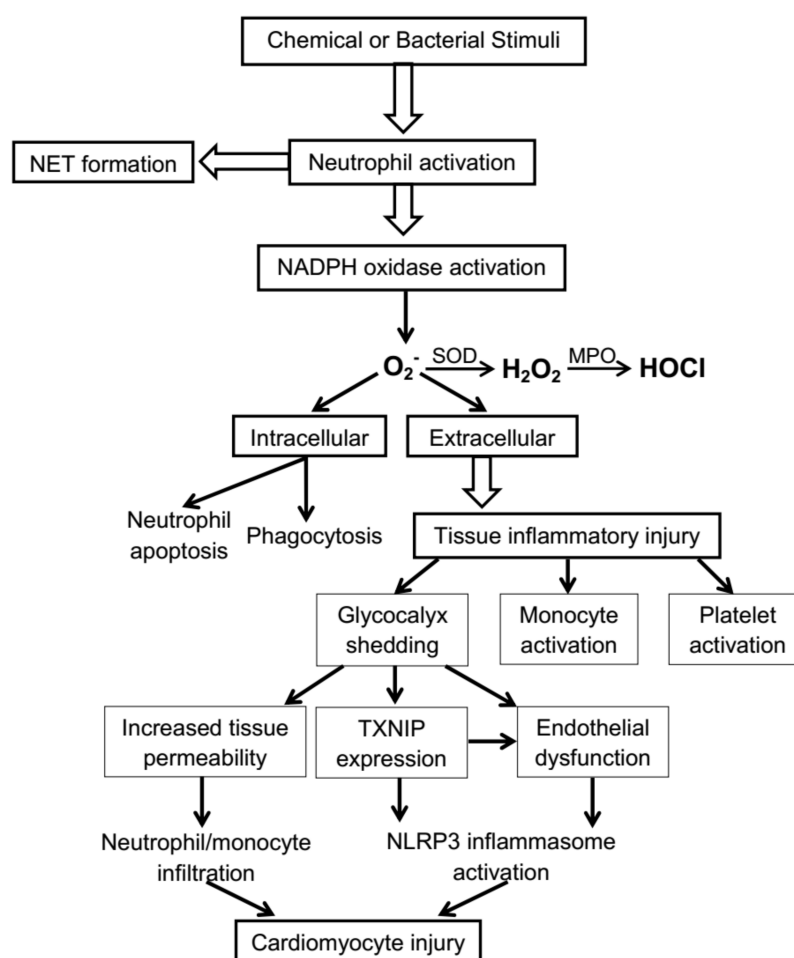 Chemical or Bacterial Stimuli
NET formation
Neutrophil activation
NADPH oxidase activation
O₂⁻
SOD
H₂O₂
MPO
HOCl
Intracellular
Extracellular
Neutrophil
apoptosis
Phagocytosis
Tissue inflammatory injury
Glycocalyx
shedding
Monocyte
activation
Platelet
activation
Increased tissue
permeability
TXNIP
expression
Endothelial
dysfunction
Neutrophil/monocyte
infiltration
NLRP3 inflammasome
activation
Cardiomyocyte injury